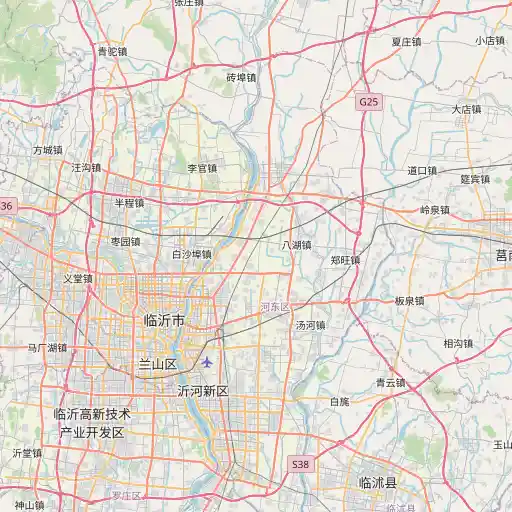 张庄镇
夏庄镇
小店镇
青驼镇
砖埠镇
G25
大店镇
方城镇
汪沟镇
李官镇
道口镇
筵宾镇
36
半程镇
岭泉镇
枣园镇
八湖镇
白沙埠镇
郑旺镇
莒南
义堂镇
河东区
板泉镇
临沂市
汤河镇
马厂湖镇
相沟镇
兰山区
青云镇
沂河新区
白旄
临沂高新技术
产业开发区
玉山
沂堂镇
S38
临沭县
罗庄区
神山镇
临沭县